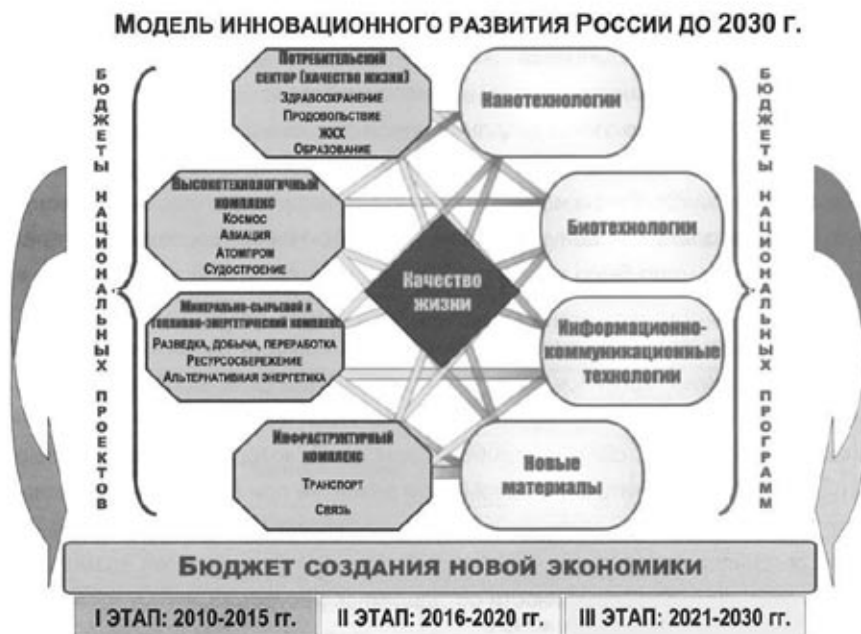 МОДЕЛЬ ИННОВАЦИОННОГО РАЗВИТИЯ РОССИИ ДО 2030 Г.
БЮДЖЕТЫ НАЦИОНАЛЬНЫХ ПРОЕКТОВ
ПОТРЕБИТЕЛЬСКИЙ
СЕКТОР (КАЧЕСТВО ЖИЗНИ)
ЗДРАВООХРАНЕНИЕ
ПРОДОВОЛЬСТВИЕ
ЖКХ
ОБРАЗОВАНИЕ
ВЫСОКОТЕХНОЛОГИЧНЫЙ
КОМПЛЕКС
КОСМОС
АВИАЦИЯ
АТОМПРОМ
СУДОСТРОЕНИЕ
МИНЕРАЛЬНО-СЫРЬЕВОЙ И
ТОПЛИВНО-ЭНЕРГЕТИЧЕСКИЙ КОМПЛЕКС
РАЗВЕДКА, ДОБЫЧА, ПЕРЕРАБОТКА
РЕСУРСОСБЕРЕЖЕНИЕ
АЛЬТЕРНАТИВНАЯ ЭНЕРГЕТИКА
ИНФРАСТРУКТУРНЫЙ
КОМПЛЕКС
ТРАНСПОРТ
СВЯЗЬ
Качество
жизни
Нанотехнологии
Биотехнологии
Информационно-
коммуникационные
технологии
Новые
материалы
БЮДЖЕТЫ НАЦИОНАЛЬНЫХ ПРОГРАММ
БЮДЖЕТ СОЗДАНИЯ НОВОЙ ЭКОНОМИКИ
I ЭТАП: 2010-2015 гг.
II ЭТАП: 2016-2020 гг.
III ЭТАП: 2021-2030 гг.